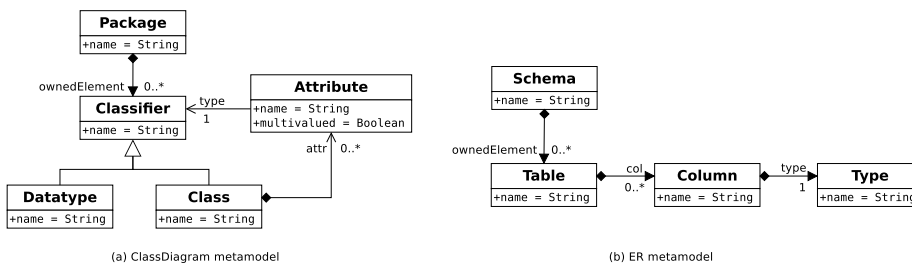 Package
+name = String
ownedElement 0..*
Classifier
+name = String
type
1
Attribute
+name = String
+multivalued = Boolean
attr 0..*
Datatype
+name = String
Class
+name = String
(a) ClassDiagram metamodel
Schema
+name = String
ownedElement 0..*
Table
+name = String
col
0..*
Column
+name = String
type
1
Type
+name = String
(b) ER metamodel